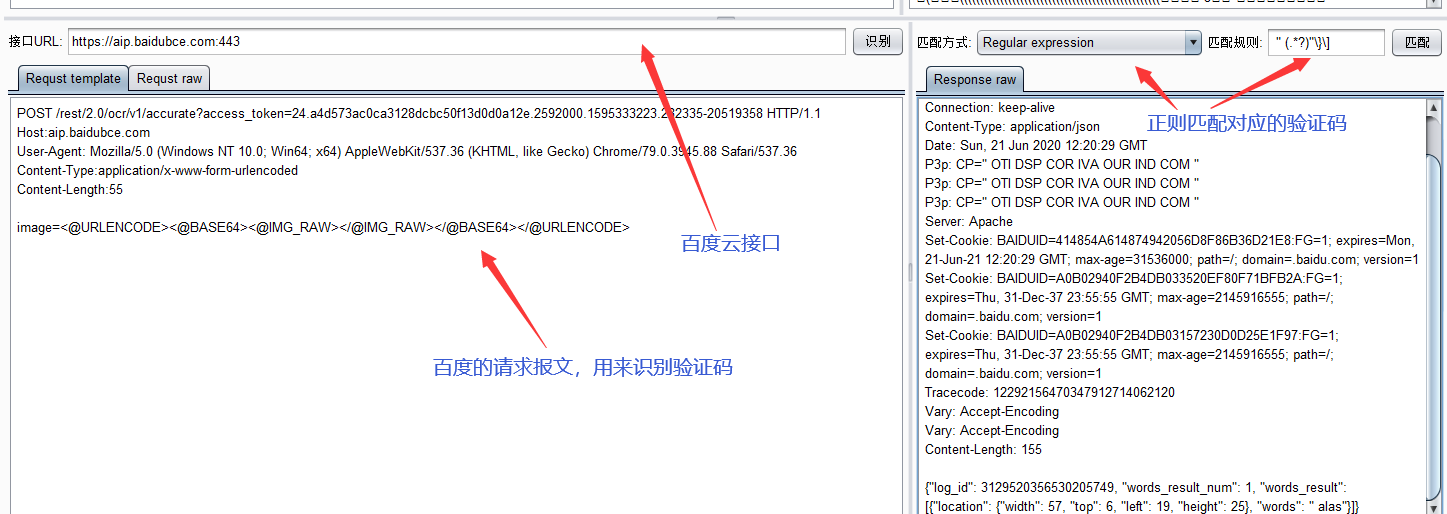 接口URL: https://aip.baidubce.com:443 识别
Requst template Requst raw
POST /rest/2.0/ocr/v1/accurate?access_token=24.a4d573ac0ca3128dcbc50f13d0d0a12e.2592000.1595333223.282335-20519358 HTTP/1.1
Host:aip.baidubce.com
User-Agent: Mozilla/5.0 (Windows NT 10.0; Win64; x64) AppleWebKit/537.36 (KHTML, like Gecko) Chrome/79.0.3945.88 Safari/537.36
Content-Type:application/x-www-form-urlencoded
Content-Length:55
image=<@URLENCODE><@BASE64><@IMG_RAW></@IMG_RAW></@BASE64></@URLENCODE>
百度云接口
百度的请求报文，用来识别验证码
匹配方式: Regular expression 匹配规则: " (.*?)"\}\] 匹配
Response raw
正则匹配对应的验证码
Connection: keep-alive
Content-Type: application/json
Date: Sun, 21 Jun 2020 12:20:29 GMT
P3p: CP=" OTI DSP COR IVA OUR IND COM "
P3p: CP=" OTI DSP COR IVA OUR IND COM "
P3p: CP=" OTI DSP COR IVA OUR IND COM "
Server: Apache
Set-Cookie: BAIDUID=414854A614874942056D8F86B36D21E8:FG=1; expires=Mon,
21-Jun-21 12:20:29 GMT; max-age=31536000; path=/; domain=.baidu.com; version=1
Set-Cookie: BAIDUID=A0B02940F2B4DB033520EF80F71BFB2A:FG=1;
expires=Thu, 31-Dec-37 23:55:55 GMT; max-age=2145916555; path=/;
domain=.baidu.com; version=1
Set-Cookie: BAIDUID=A0B02940F2B4DB03157230D0D25E1F97:FG=1;
expires=Thu, 31-Dec-37 23:55:55 GMT; max-age=2145916555; path=/;
domain=.baidu.com; version=1
Tracecode: 12292156470347912714062120
Vary: Accept-Encoding
Vary: Accept-Encoding
Content-Length: 155
{"log_id": 3129520356530205749, "words_result_num": 1, "words_result":
[{"location": {"width": 57, "top": 6, "left": 19, "height": 25}, "words": " alas"}]}